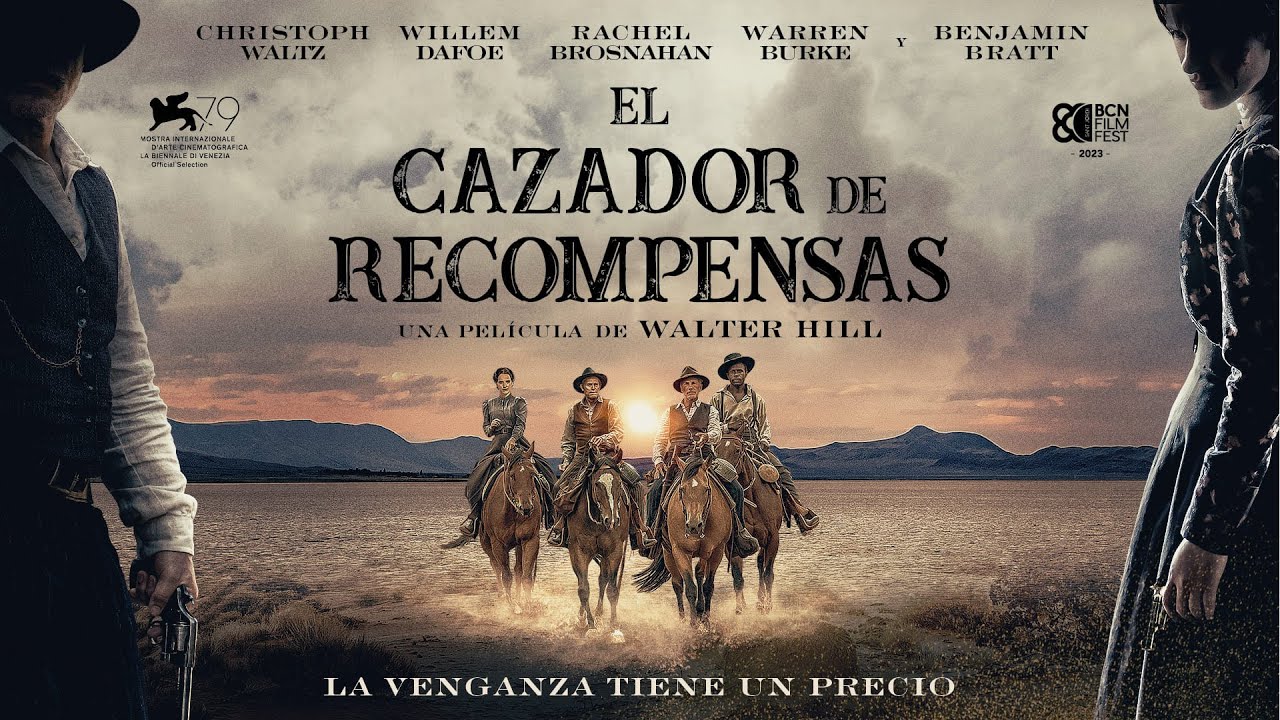 CHRISTOPH WALTZ
WILLEM DAFOE
RACHEL BROSNAHAN
WARREN BURKE
Y
BENJAMIN BRATT
79
MOSTRA INTERNAZIONALE
D'ARTE CINEMATOGRAFICA
LA BIENNALE DI VENEZIA
Official Selection
BCN
FILM
FEST
SANT JORDI
- 2023 -
EL
CAZADOR DE
RECOMPENSAS
UNA PELÍCULA DE WALTER HILL
LA VENGANZA TIENE UN PRECIO